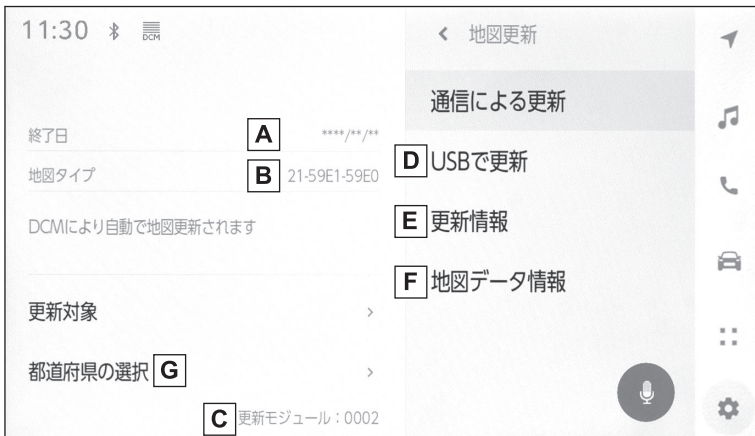 11:30 DCM
終了日 A ****/**/**
地図タイプ B 21-59E1-59E0
DCMにより自動で地図更新されます
更新対象 >
都道府県の選択 G >
C 更新モジュール：0002
< 地図更新
通信による更新
D USBで更新
E 更新情報
F 地図データ情報